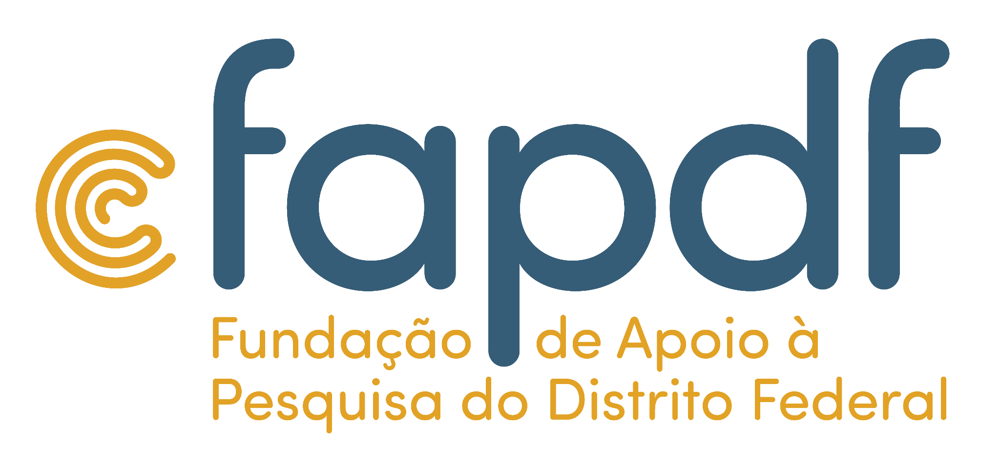 fapdf
Fundação de Apoio à
Pesquisa do Distrito Federal